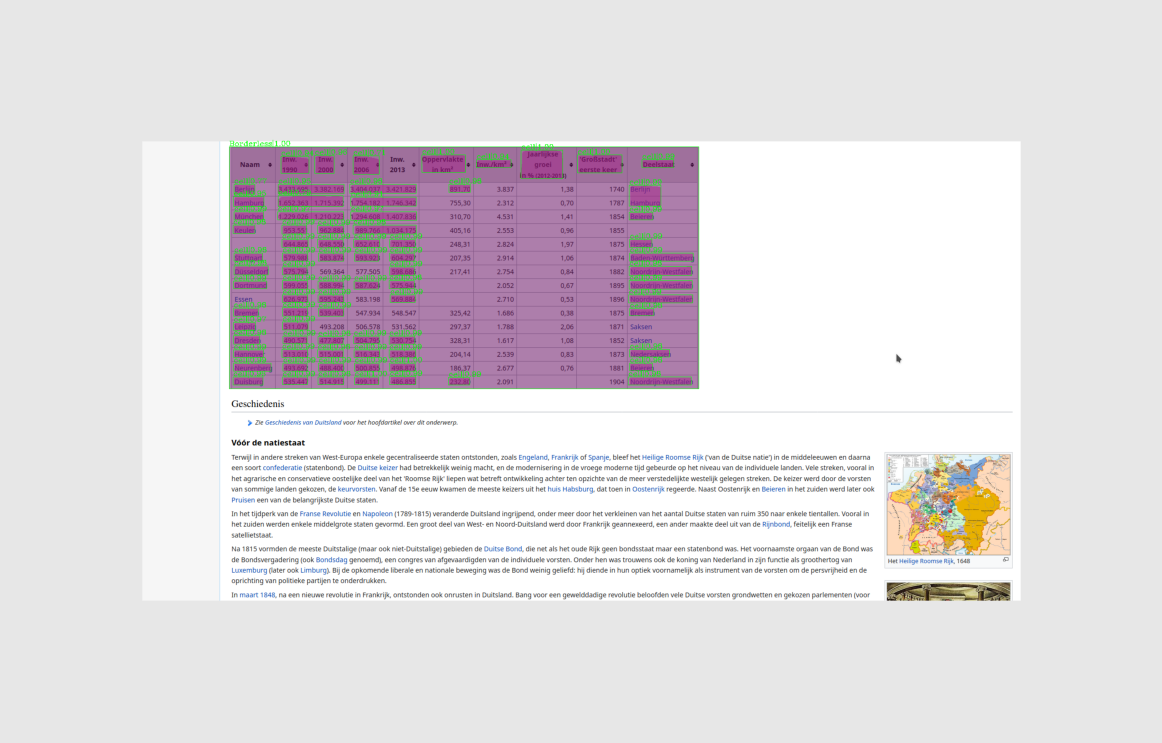 Borderless|1.00
Naam Inw. 1990 Inw. 2000 Inw. 2006 Inw. 2013 Oppervlakte in km² Inw./km² Jaarlijkse groei in % (2012-2013) 'Großstadt' eerste keer Deelstaat
Berlijn 3.382.169 3.421.829 891,70 3.837 1,38 1740 Berlijn
Hamburg 1.715.392 1.754.182 1.746.342 755,30 2.312 0,70 1787 Hamburg
München 1.229.026 1.210.223 1.294.608 1.407.836 310,70 4.531 1,41 1854 Beieren
Keulen 962.884 989.766 1.034.175 405,16 2.553 0,96 1855
644.865 646.550 652.610 701.350 248,31 2.824 1,97 1875 Hessen
Stuttgart 579.988 583.874 593.923 604.297 207,35 2.914 1,06 1874 Baden-Württemberg
Düsseldorf 575.794 569.364 577.505 598.686 217,41 2.754 0,84 1882 Noordrijn-Westfalen
Dortmund 599.055 588.994 587.624 575.944 2.052 0,67 1895 Noordrijn-Westfalen
Essen 626.973 595.243 583.198 569.884 2.710 0,53 1896 Noordrijn-Westfalen
Bremen 551.219 539.403 547.934 548.547 325,42 1.686 0,38 1875 Bremen
Leipzig 511.079 493.208 506.578 531.562 297,37 1.788 2,06 1871 Saksen
Dresden 490.571 477.807 504.795 530.754 328,31 1.617 1,08 1852 Saksen
Hannover 513.010 515.001 516.343 518.386 204,14 2.539 0,83 1873 Nedersaksen
Neurenberg 493.692 488.400 500.855 498.876 186,37 2.677 0,76 1881 Beieren
Duisburg 535.447 514.915 499.111 486.855 232,82 2.091 1904 Noordrijn-Westfalen
Geschiedenis
Zie Geschiedenis van Duitsland voor het hoofdartikel over dit onderwerp.
Vóór de natiestaat
Terwijl in andere streken van West-Europa enkele gecentraliseerde staten ontstonden, zoals Engeland, Frankrijk of Spanje, bleef het Heilige Roomse Rijk ('van de Duitse natie') in de middeleeuwen en daarna
een soort confederatie (statenbond). De Duitse keizer had betrekkelijk weinig macht, en de modernisering in de vroege moderne tijd gebeurde op het niveau van de individuele landen. Vele streken, vooral in
het agrarische en conservatieve oostelijke deel van het 'Roomse Rijk' liepen wat betreft ontwikkeling achter ten opzichte van de meer verstedelijkte westelijk gelegen streken. De keizer werd door de vorsten
van sommige landen gekozen, de keurvorsten. Vanaf de 15e eeuw kwamen de meeste keizers uit het huis Habsburg, dat toen in Oostenrijk regeerde. Naast Oostenrijk en Beieren in het zuiden werd later ook
Pruisen een van de belangrijkste Duitse staten.
In het tijdperk van de Franse Revolutie en Napoleon (1789-1815) veranderde Duitsland ingrijpend, onder meer door het verkleinen van het aantal Duitse staten van ruim 350 naar enkele tientallen. Vooral in
het zuiden werden enkele middelgrote staten gevormd. Een groot deel van West- en Noord-Duitsland werd door Frankrijk geannexeerd, een ander maakte deel uit van de Rijnbond, feitelijk een Franse
satellietstaat.
Na 1815 vormden de meeste Duitstalige (maar ook niet-Duitstalige) gebieden de Duitse Bond, die net als het oude Rijk geen bondsstaat maar een statenbond was. Het voornaamste orgaan van de Bond was
de Bondsvergadering (ook Bondsdag genoemd), een congres van afgevaardigden van de individuele vorsten. Onder hen was trouwens ook de koning van Nederland in zijn functie als groothertog van
Luxemburg (later ook Limburg). Bij de opkomende liberale en nationale beweging was de Bond weinig geliefd: hij diende in hun optiek voornamelijk als instrument van de vorsten om de persvrijheid en de
oprichting van politieke partijen te onderdrukken.
In maart 1848, na een nieuwe revolutie in Frankrijk, ontstonden ook onrusten in Duitsland. Bang voor een gewelddadige revolutie beloofden vele Duitse vorsten grondwetten en gekozen parlementen (voor
Het Heilige Roomse Rijk, 1648